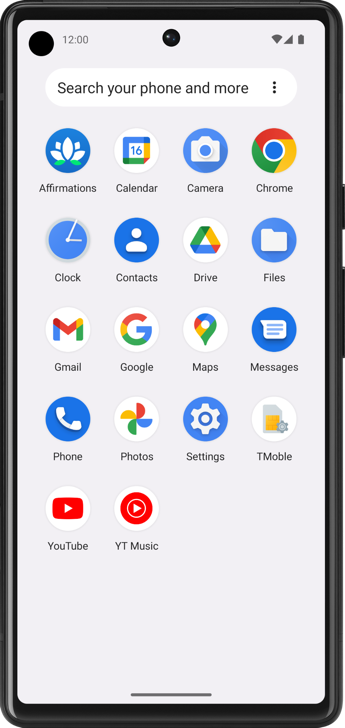 12:00
Search your phone and more
Affirmations Calendar Camera Chrome
16
Clock Contacts Drive Files
Gmail Google Maps Messages
Phone Photos Settings TMoble
YouTube YT Music